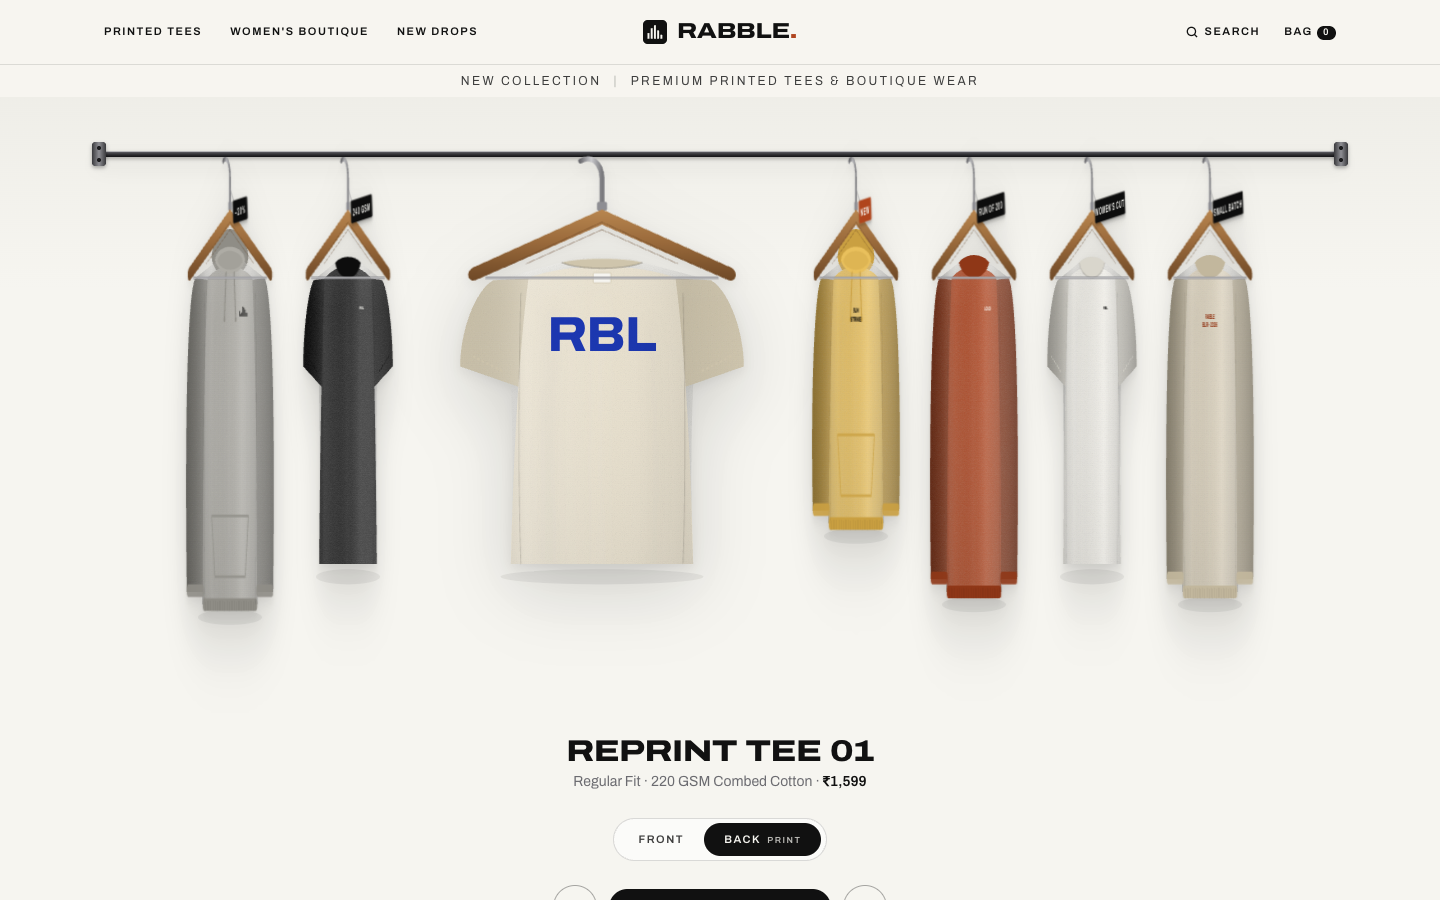 PRINTED TEES
WOMEN'S BOUTIQUE
NEW DROPS
RABBLE.
SEARCH
BAG 0
NEW COLLECTION | PREMIUM PRINTED TEES & BOUTIQUE WEAR
-20%
240 GSM
NEW
RUN OF 200
WOMEN'S CUT
SMALL BATCH
RBL
REPRINT TEE 01
Regular Fit · 220 GSM Combed Cotton · ₹1,599
FRONT
BACK PRINT